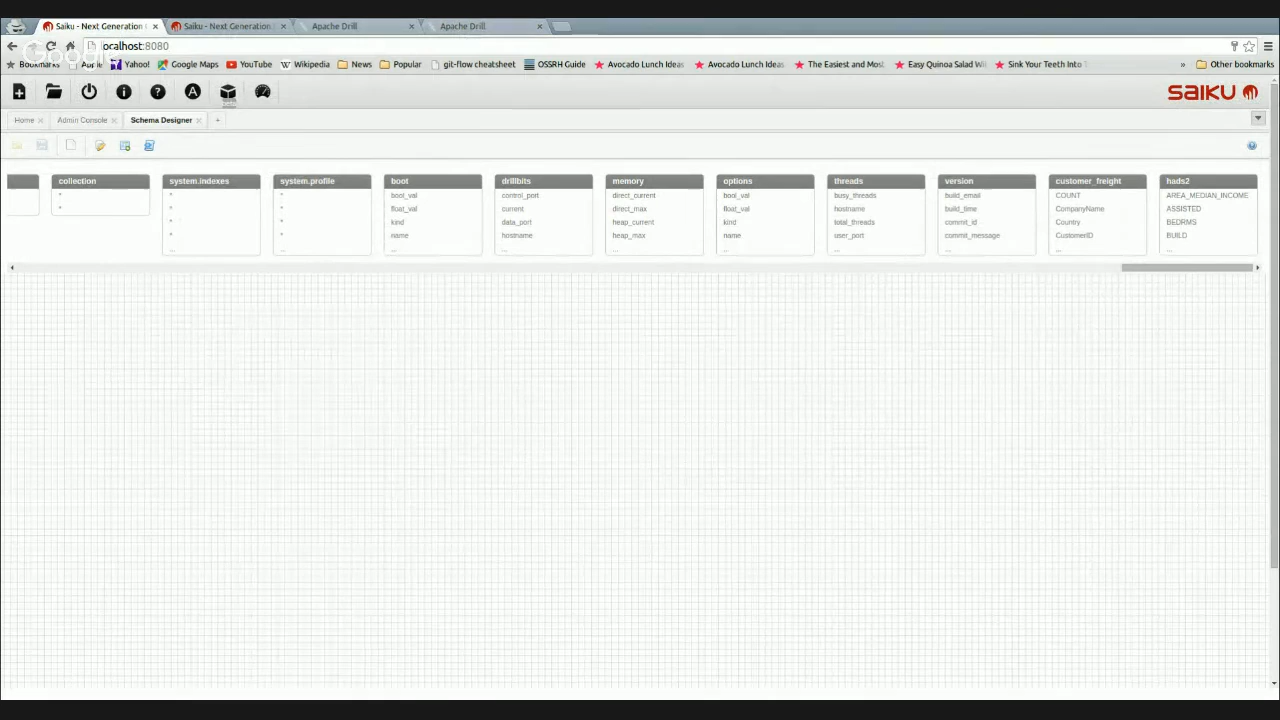 Saiku - Next Generation
Saiku - Next Generation
Apache Drill
Apache Drill
localhost:8080
Google
Bookmarks
Apple
Yahoo!
Google Maps
YouTube
Wikipedia
News
Popular
git-flow cheatsheet
OSSRH Guide
Avocado Lunch Ideas
Avocado Lunch Ideas
The Easiest and Mos
Easy Quinoa Salad Wi
Sink Your Teeth Into
»
Other bookmarks
SAIKU
Home
Admin Console
Schema Designer
+
collection
*
*
system.indexes
*
*
*
*
...
system.profile
*
*
*
*
...
boot
bool_val
float_val
kind
name
...
drillbits
control_port
current
data_port
hostname
...
memory
direct_current
direct_max
heap_current
heap_max
options
bool_val
float_val
kind
name
...
threads
busy_threads
hostname
total_threads
user_port
...
version
build_email
build_time
commit_id
commit_message
customer_freight
COUNT
CompanyName
Country
CustomerID
...
hads2
AREA_MEDIAN_INCOME
ASSISTED
BEDRMS
BUILD
...